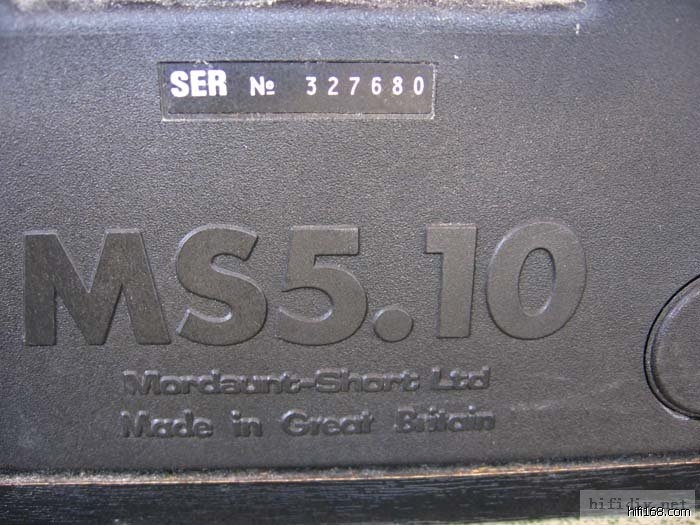 SER № 327680
MS5.10
Mordaunt-Short Ltd
Made in Great Britain
hifidiy.net
hifi168.com